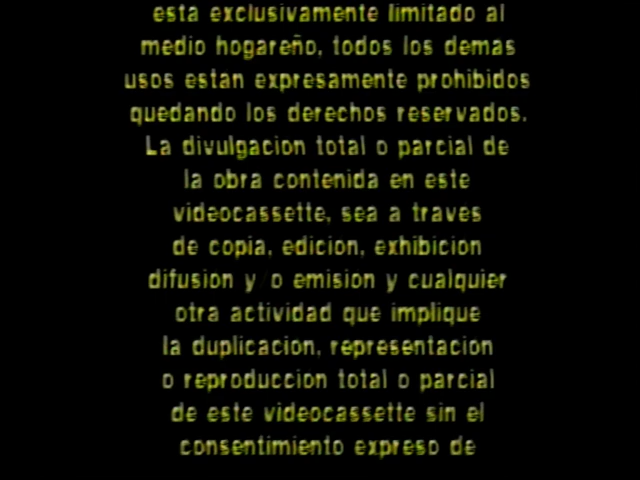 esta exclusivamente limitado al
medio hogareño, todos los demas
usos estan expresamente prohibidos
quedando los derechos reservados.
La divulgacion total o parcial de
la obra contenida en este
videocassette, sea a traves
de copia, edicion, exhibicion
difusion y/o emision y cualquier
otra actividad que implique
la duplicacion, representacion
o reproduccion total o parcial
de este videocassette sin el
consentimiento expreso de